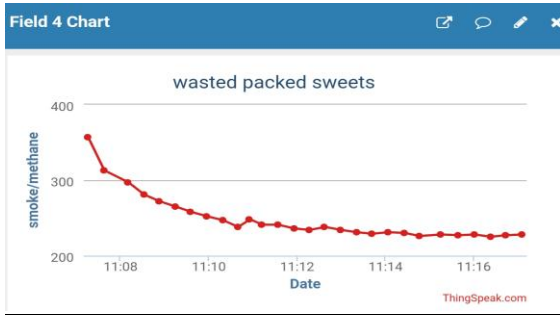 Field 4 Chart
wasted packed sweets
400
300
200
smoke/methane
11:08 11:10 11:12 11:14 11:16
Date
ThingSpeak.com